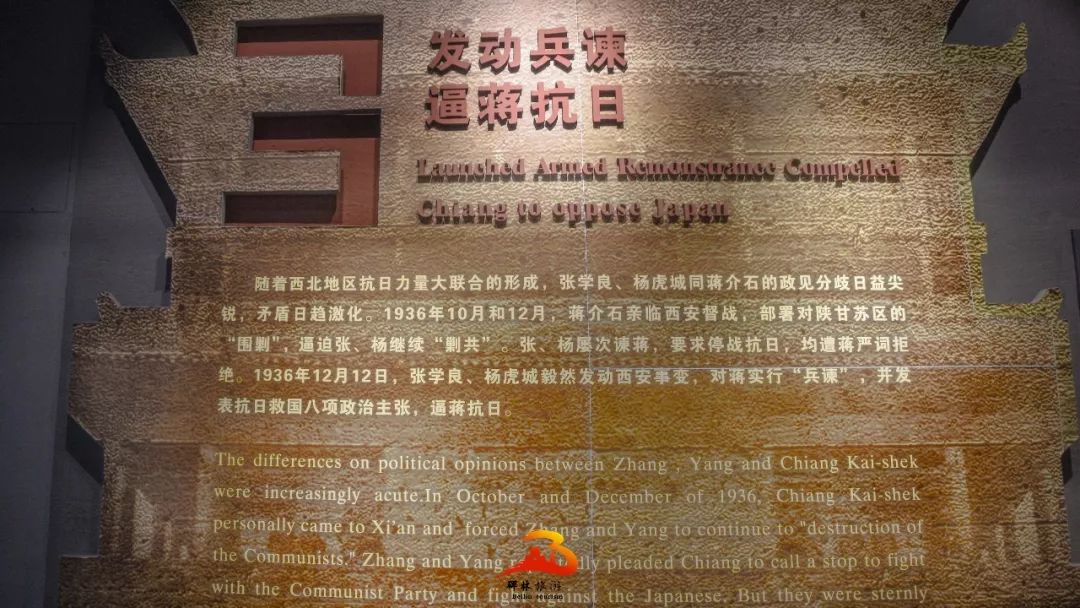 发动兵谏
逼蒋抗日
Launched Armed Remonstrance Compelled
Chiang to oppose Japan
随着西北地区抗日力量大联合的形成，张学良、杨虎城同蒋介石的政见分歧日益尖
锐，矛盾日趋激化。1936年10月和12月，蒋介石亲临西安督战，部署对陕甘苏区的
“围剿”，逼迫张、杨继续“剿共”。张、杨屡次谏蒋，要求停战抗日，均遭蒋严词拒
绝。1936年12月12日，张学良、杨虎城毅然发动西安事变，对蒋实行“兵谏”，并发
表抗日救国八项政治主张，逼蒋抗日。
The differences on political opinions between Zhang , Yang and Chiang Kai-shek
were increasingly acute.In October and December of 1936, Chiang Kai-shek
personally came to Xi'an and forced Zhang and Yang to continue to "destruction of
the Communists." Zhang and Yang pleaded Chiang to call a stop to fight
with the Communist Party and against the Japanese. But they were sternly
碑林旅游
Beilin tourism